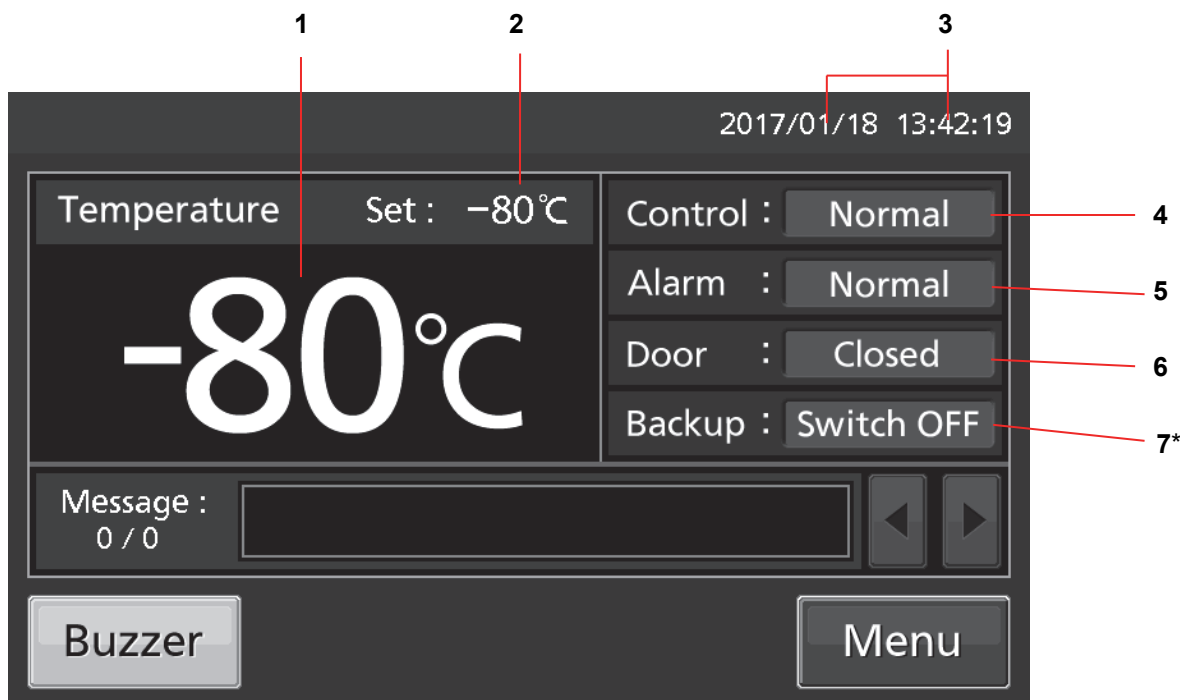 1 2 3
2017/01/18 13:42:19
Temperature Set : −80℃
-80℃
Control : Normal 4
Alarm : Normal 5
Door : Closed 6
Backup : Switch OFF 7*
Message :
0 / 0
Buzzer Menu